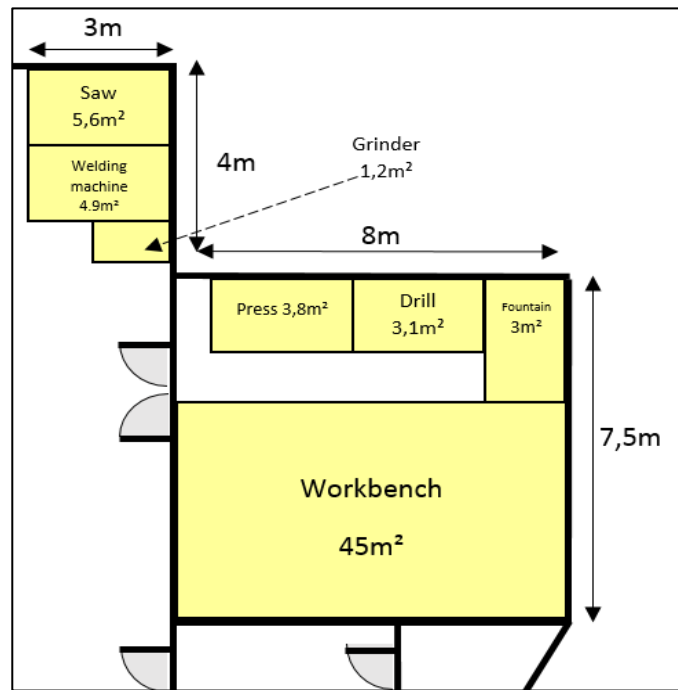 3m
Saw
5,6m²
Grinder
1,2m²
4m
Welding
machine
4.9m²
8m
Press 3,8m²
Drill
3,1m²
Fountain
3m²
7,5m
Workbench
45m²